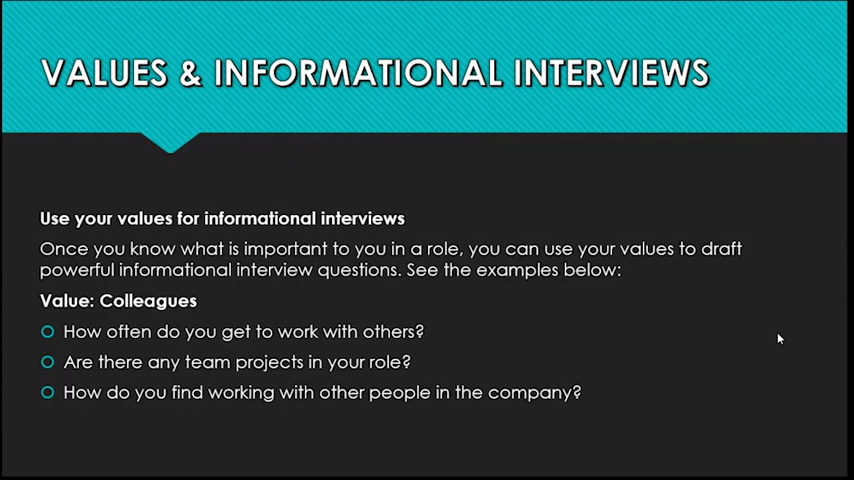 VALUES & INFORMATIONAL INTERVIEWS
Use your values for informational interviews
Once you know what is important to you in a role, you can use your values to draft
powerful informational interview questions. See the examples below:
Value: Colleagues
How often do you get to work with others?
Are there any team projects in your role?
How do you find working with other people in the company?